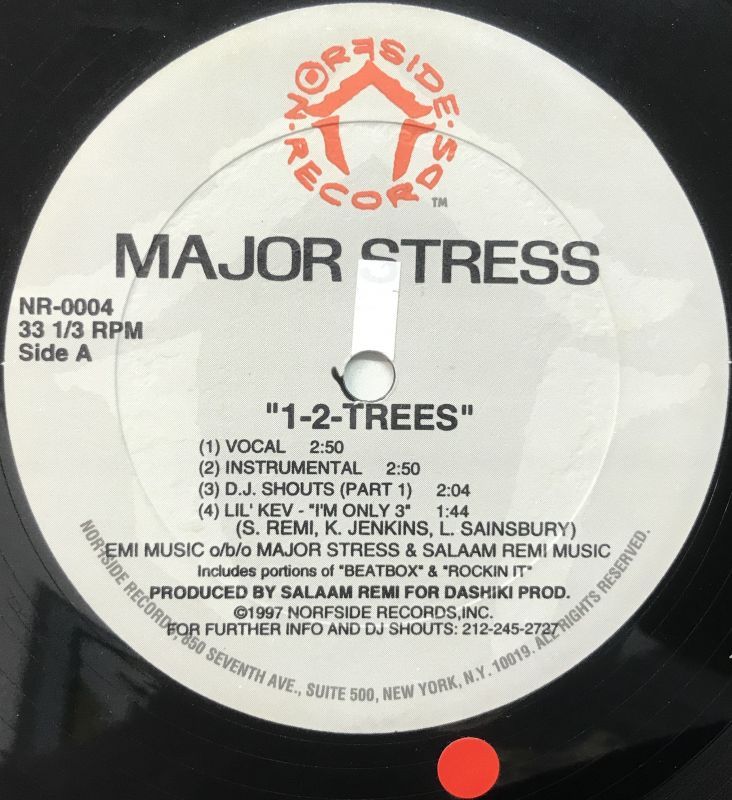 NORFSIDE · RECORDS · ™
MAJOR STRESS
NR-0004
33 1/3 RPM
Side A
"1-2-TREES"
(1) VOCAL 2:50
(2) INSTRUMENTAL 2:50
(3) D.J. SHOUTS (PART 1) 2:04
(4) LIL' KEV - "I'M ONLY 3" 1:44
(S. REMI, K. JENKINS, L. SAINSBURY)
EMI MUSIC o/b/o MAJOR STRESS & SALAAM REMI MUSIC
Includes portions of "BEATBOX" & "ROCKIN IT"
PRODUCED BY SALAAM REMI FOR DASHIKI PROD.
©1997 NORFSIDE RECORDS,INC.
FOR FURTHER INFO AND DJ SHOUTS: 212-245-2727
NORFSIDE RECORDS, 850 SEVENTH AVE., SUITE 500, NEW YORK, N.Y. 10019. ALL RIGHTS RESERVED.